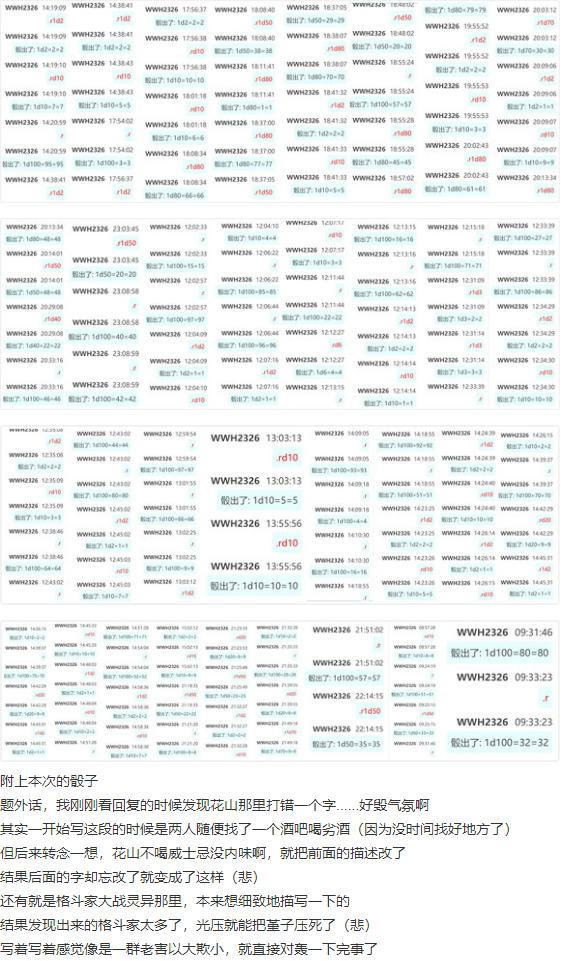 WWH2326 14:19:09
.r1d2
WWH2326 14:19:09
骰出了: 1d2=2=2
WWH2326 14:19:10
.rd10
WWH2326 14:19:10
骰出了: 1d10=7=7
WWH2326 14:20:59
.r
WWH2326 14:20:59
骰出了: 1d100=95=95
WWH2326 14:38:41
.r1d2
WWH2326 14:38:41
骰出了: 1d2=2=2
WWH2326 14:38:43
.rd10
WWH2326 14:38:43
骰出了: 1d10=5=5
WWH2326 17:54:02
.r
WWH2326 17:54:02
骰出了: 1d100=3=3
WWH2326 17:56:37
.r1d2
WWH2326 17:56:37
骰出了: 1d2=2=2
WWH2326 17:56:38
.rd10
WWH2326 17:56:38
骰出了: 1d10=10=10
WWH2326 18:01:18
.rd10
WWH2326 18:01:18
骰出了: 1d10=6=6
WWH2326 18:08:34
.r1d80
WWH2326 18:08:34
骰出了: 1d80=66=66
WWH2326 18:08:40
.r1d50
WWH2326 18:08:40
骰出了: 1d50=38=38
WWH2326 18:11:41
.r1d80
WWH2326 18:11:41
骰出了: 1d80=1=1
WWH2326 18:37:00
.r1d80
WWH2326 18:37:00
骰出了: 1d80=77=77
WWH2326 18:37:05
.r1d50
WWH2326 18:37:05
骰出了: 1d50=29=29
WWH2326 18:38:07
.r1d80
WWH2326 18:38:07
骰出了: 1d80=70=70
WWH2326 18:41:32
.r1d2
WWH2326 18:41:32
骰出了: 1d2=2=2
WWH2326 18:41:33
.rd10
WWH2326 18:41:33
骰出了: 1d10=5=5
WWH2326 18:48:02
.r1d50
WWH2326 18:48:02
骰出了: 1d50=20=20
WWH2326 18:55:24
.r
WWH2326 18:55:24
骰出了: 1d100=57=57
WWH2326 18:55:28
.r1d80
WWH2326 18:55:28
骰出了: 1d80=45=45
WWH2326 18:57:02
.r1d80
骰出了: 1d80=79=79
WWH2326 19:55:52
.r1d2
WWH2326 19:55:52
骰出了: 1d2=2=2
WWH2326 19:55:53
.rd10
WWH2326 19:55:53
骰出了: 1d10=3=3
WWH2326 20:02:43
.r1d80
WWH2326 20:02:43
骰出了: 1d80=61=61
WWH2326 20:03:12
.r1d70
WWH2326 20:03:12
骰出了: 1d70=30=30
WWH2326 20:09:06
.r1d2
WWH2326 20:09:06
骰出了: 1d2=1=1
WWH2326 20:09:07
.rd10
WWH2326 20:09:07
骰出了: 1d10=9=9
WWH2326 20:13:34
.r1d80
WWH2326 20:13:34
骰出了: 1d80=48=48
WWH2326 20:14:01
.r1d50
WWH2326 20:14:01
骰出了: 1d50=48=48
WWH2326 20:29:08
.r1d40
WWH2326 20:29:08
骰出了: 1d40=22=22
WWH2326 20:33:16
.r
WWH2326 20:33:16
骰出了: 1d100=46=46
WWH2326 23:03:45
.r1d50
WWH2326 23:03:45
骰出了: 1d50=20=20
WWH2326 23:08:58
.r
WWH2326 23:08:58
骰出了: 1d100=40=40
WWH2326 23:08:59
.r
WWH2326 23:08:59
骰出了: 1d100=42=42
WWH2326 12:02:33
.r
WWH2326 12:02:33
骰出了: 1d100=15=15
WWH2326 12:02:57
.r
WWH2326 12:02:57
骰出了: 1d100=97=97
WWH2326 12:04:09
.r1d2
WWH2326 12:04:09
骰出了: 1d2=1=1
WWH2326 12:04:10
.rd10
WWH2326 12:04:10
骰出了: 1d10=4=4
WWH2326 12:06:22
.r
WWH2326 12:06:22
骰出了: 1d100=85=85
WWH2326 12:06:44
.r
WWH2326 12:06:44
骰出了: 1d100=96=96
WWH2326 12:07:16
.r1d2
WWH2326 12:07:16
骰出了: 1d2=1=1
WWH2326 12:07:17
.rd10
WWH2326 12:07:17
骰出了: 1d10=3=3
WWH2326 12:11:44
.r
WWH2326 12:11:44
骰出了: 1d100=22=22
WWH2326 12:12:27
.rd6
WWH2326 12:12:27
骰出了: 1d6=4=4
WWH2326 12:13:15
.r
WWH2326 12:13:15
骰出了: 1d100=16=16
WWH2326 12:13:16
.r
WWH2326 12:13:16
骰出了: 1d100=62=62
WWH2326 12:14:13
.r1d2
WWH2326 12:14:13
骰出了: 1d2=2=2
WWH2326 12:14:14
.rd10
WWH2326 12:14:14
骰出了: 1d10=1=1
WWH2326 12:15:18
.r
WWH2326 12:15:18
骰出了: 1d100=71=71
WWH2326 12:31:09
.r1d3
WWH2326 12:31:09
骰出了: 1d3=2=2
WWH2326 12:31:14
.r1d3
WWH2326 12:31:14
骰出了: 1d3=3=3
WWH2326 12:33:39
.r
WWH2326 12:33:39
骰出了: 1d100=27=27
WWH2326 12:33:39
.r
WWH2326 12:33:39
骰出了: 1d100=86=86
WWH2326 12:34:29
.r1d2
WWH2326 12:34:29
骰出了: 1d2=2=2
WWH2326 12:34:30
.rd10
WWH2326 12:34:30
骰出了: 1d10=10=10
WWH2326 12:35:08
.r1d2
WWH2326 12:35:08
骰出了: 1d2=2=2
WWH2326 12:35:09
.rd10
WWH2326 12:35:09
骰出了: 1d10=3=3
WWH2326 12:38:46
.r
WWH2326 12:38:46
骰出了: 1d100=64=64
WWH2326 12:43:02
.r
WWH2326 12:43:02
骰出了: 1d100=44=44
WWH2326 12:43:02
.r
WWH2326 12:43:02
骰出了: 1d100=80=80
WWH2326 12:45:02
.r1d2
WWH2326 12:45:02
骰出了: 1d2=1=1
WWH2326 12:45:03
.rd10
WWH2326 12:45:03
骰出了: 1d10=7=7
WWH2326 12:59:54
.r
WWH2326 12:59:54
骰出了: 1d100=97=97
WWH2326 13:01:55
.r
WWH2326 13:01:55
骰出了: 1d100=66=66
WWH2326 13:02:25
.r
WWH2326 13:02:25
骰出了: 1d100=9=9
WWH2326 13:03:12
.r1d2
WWH2326 13:03:13
.rd10
WWH2326 13:03:13
骰出了: 1d10=5=5
WWH2326 13:55:56
.rd10
WWH2326 13:55:56
骰出了: 1d10=10=10
WWH2326 14:09:05
.r
WWH2326 14:09:05
骰出了: 1d100=93=93
WWH2326 14:09:18
.r
WWH2326 14:09:18
骰出了: 1d100=4=4
WWH2326 14:10:30
.r
WWH2326 14:10:30
骰出了: 1d100=16=16
WWH2326 14:18:55
.r
骰出了: 1d100=92=92
WWH2326 14:18:55
.r
WWH2326 14:18:55
骰出了: 1d100=51=51
WWH2326 14:23:25
.r1d2
WWH2326 14:23:25
骰出了: 1d2=2=2
WWH2326 14:23:26
.rd10
WWH2326 14:23:26
骰出了: 1d10=5=5
WWH2326 14:24:39
.r1d2
WWH2326 14:24:39
骰出了: 1d2=2=2
WWH2326 14:24:40
.rd10
WWH2326 14:24:40
骰出了: 1d10=10=10
WWH2326 14:26:14
.r1d2
WWH2326 14:26:14
骰出了: 1d2=1=1
WWH2326 14:26:15
.rd10
WWH2326 14:26:15
骰出了: 1d10=2=2
WWH2326 14:39:37
.r
WWH2326 14:39:37
骰出了: 1d100=70=70
WWH2326 14:42:29
.rd20
WWH2326 14:42:29
骰出了: 1d20=9=9
WWH2326 14:45:31
.r1d2
WWH2326 14:45:31
骰出了: 1d2=1=1
WWH2326 21:51:02
.r
WWH2326 21:51:02
骰出了: 1d100=57=57
WWH2326 22:14:15
.r1d50
WWH2326 22:14:15
骰出了: 1d50=35=35
WWH2326 09:31:46
骰出了: 1d100=80=80
WWH2326 09:33:23
.r
WWH2326 09:33:23
骰出了: 1d100=32=32
附上本次的骰子
题外话，我刚刚看回复的时候发现花山那里打错一个字......好毁气氛啊
其实一开始写这段的时候是两人随便找了一个酒吧喝劣酒（因为没时间找好地方了）
但后来转念一想，花山不喝威士忌没内味啊，就把前面的描述改了
结果后面的字却忘改了就变成了这样（悲）
还有就是格斗家大战灵异那里，本来想细致地描写一下的
结果发现出来的格斗家太多了，光压就能把堇子压死了（悲）
写着写着感觉像是一群老害以大欺小，就直接对轰一下完事了